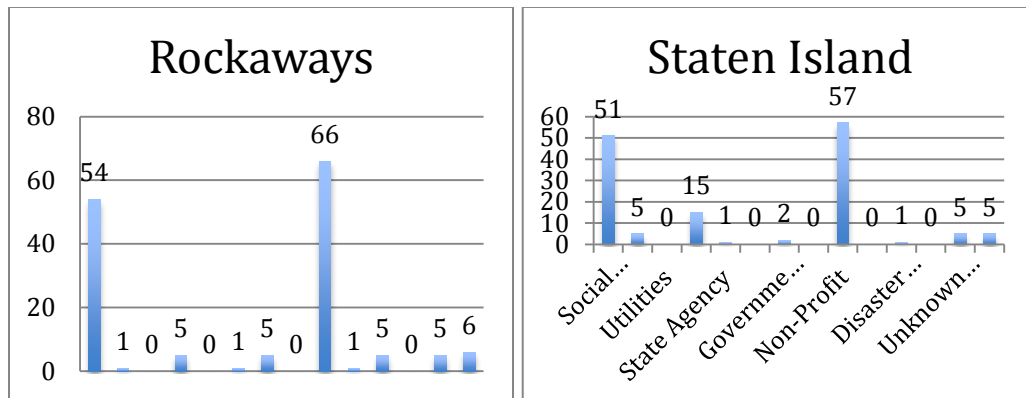 Rockaways
80
60
40
20
0
54 1 0 5 0 1 5 0 66 1 5 0 5 6
Staten Island
60
50
40
30
20
10
0
51 5 0 15 1 0 2 0 57 0 1 0 5 5
Social...
Utilities
State Agency
Governme...
Non-Profit
Disaster...
Unknown...